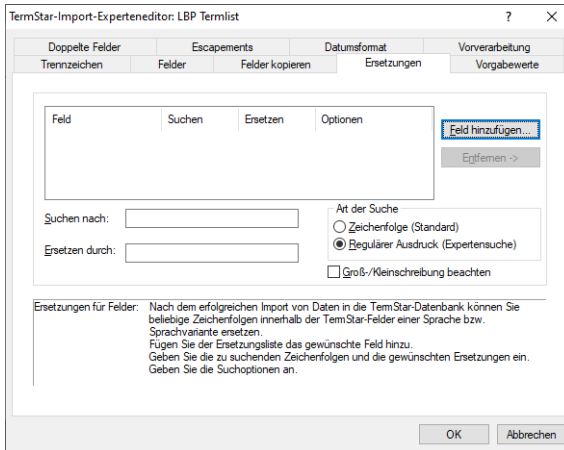 TermStar-Import-Experteneditor: LBP Termlist ? ×
Doppelte Felder Escapements Datumsformat Vorverarbeitung
Trennzeichen Felder Felder kopieren Ersetzungen Vorgabewerte
Feld Suchen Ersetzen Optionen
Feld hinzufügen...
Entfernen ->
Suchen nach:
Ersetzen durch:
Art der Suche
Zeichenfolge (Standard)
Regulärer Ausdruck (Expertensuche)
Groß-/Kleinschreibung beachten
Ersetzungen für Felder: Nach dem erfolgreichen Import von Daten in die TermStar-Datenbank können Sie
beliebige Zeichenfolgen innerhalb der TermStar-Felder einer Sprache bzw.
Sprachvariante ersetzen.
Fügen Sie der Ersetzungsliste das gewünschte Feld hinzu.
Geben Sie die zu suchenden Zeichenfolgen und die gewünschten Ersetzungen ein.
Geben Sie die Suchoptionen an.
OK Abbrechen